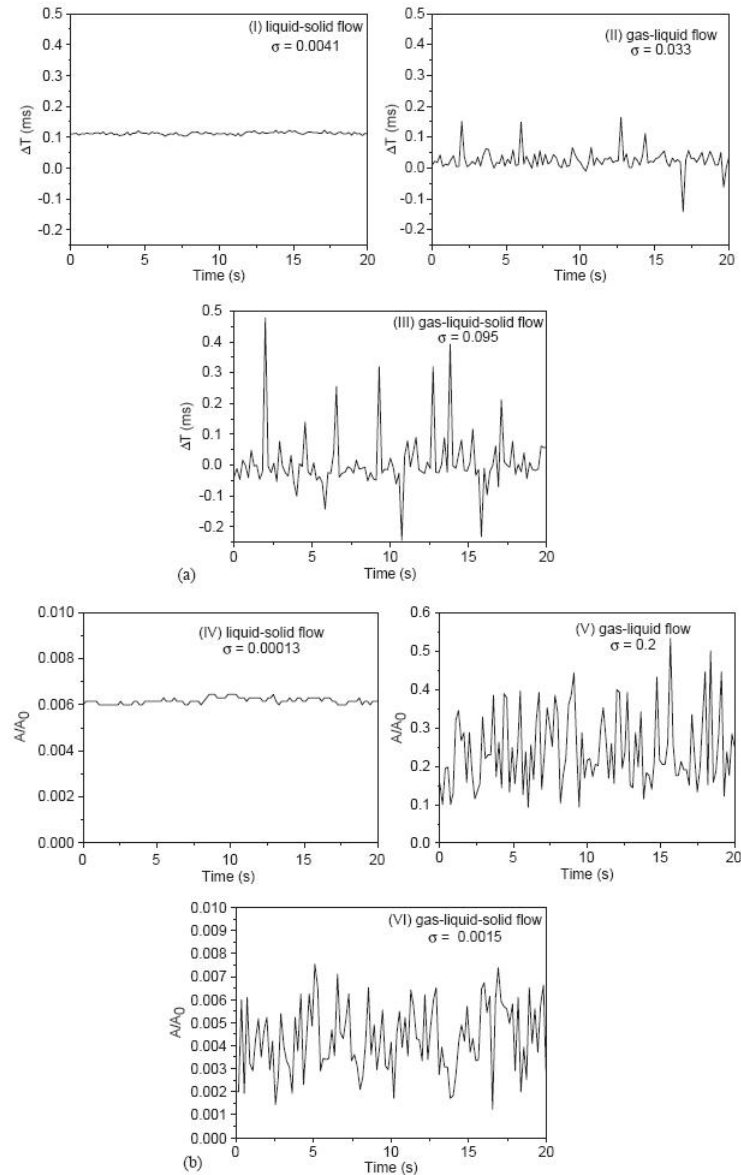 (I) liquid-solid flow
σ = 0.0041
0.5
0.4
0.3
0.2
0.1
0.0
-0.1
-0.2
ΔT (ms)
0 5 10 15 20
Time (s)
(II) gas-liquid flow
σ = 0.033
0.5
0.4
0.3
0.2
0.1
0.0
-0.1
-0.2
ΔT (ms)
0 5 10 15 20
Time (s)
(III) gas-liquid-solid flow
σ = 0.095
0.5
0.4
0.3
0.2
0.1
0.0
-0.1
-0.2
ΔT (ms)
0 5 10 15 20
Time (s)
(a)
(IV) liquid-solid flow
σ = 0.00013
0.010
0.008
0.006
0.004
0.002
0.000
A/A0
0 5 10 15 20
Time (s)
(V) gas-liquid flow
σ = 0.2
0.6
0.5
0.4
0.3
0.2
0.1
0.0
A/A0
0 5 10 15 20
Time (s)
(VI) gas-liquid-solid flow
σ = 0.0015
0.010
0.009
0.008
0.007
0.006
0.005
0.004
0.003
0.002
0.001
0.000
A/A0
0 5 10 15 20
Time (s)
(b)